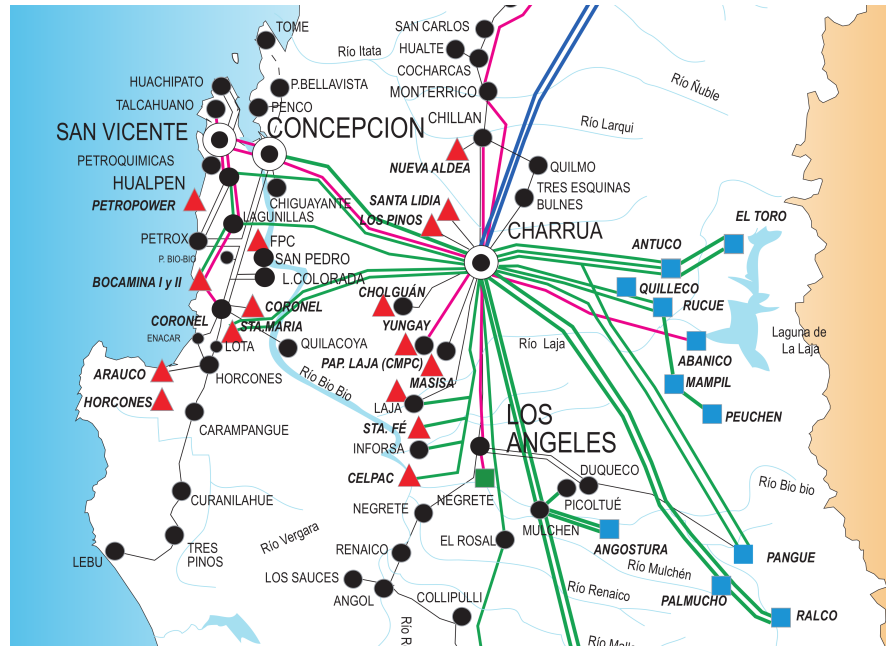 TOME
SAN CARLOS
Río Itata
HUALTE
COCHARCAS
HUACHIPATO
P.BELLAVISTA
Río Ñuble
MONTERRICO
TALCAHUANO
PENCO
CHILLAN
Río Larqui
SAN VICENTE
CONCEPCION
PETROQUIMICAS
NUEVA ALDEA
QUILMO
HUALPEN
TRES ESQUINAS
BULNES
CHIGUAYANTE
SANTA LIDIA
PETROPOWER
LAGUNILLAS
LOS PINOS
EL TORO
CHARRUA
PETROX
FPC
ANTUCO
P. BIO-BIO
SAN PEDRO
BOCAMINA I y II
L.COLORADA
CHOLGUÁN
QUILLECO
CORONEL
RUCUE
CORONEL
STA.MARIA
YUNGAY
Laguna de
La Laja
ENACAR
LOTA
QUILACOYA
Río Laja
ABANICO
PAP. LAJA (CMPC)
ARAUCO
HORCONES
Río Bio Bio
MASISA
MAMPIL
HORCONES
LAJA
PEUCHEN
CARAMPANGUE
STA. FÉ
LOS
ANGELES
INFORSA
DUQUECO
CELPAC
Río Bio bio
CURANILAHUE
NEGRETE
NEGRETE
PICOLTUÉ
MULCHEN
Río Vergara
EL ROSAL
ANGOSTURA
TRES
PINOS
RENAICO
PANGUE
LEBU
Río Mulchén
LOS SAUCES
ANGOL
COLLIPULLI
Río Renaico
PALMUCHO
RALCO
Río R
Río Mall